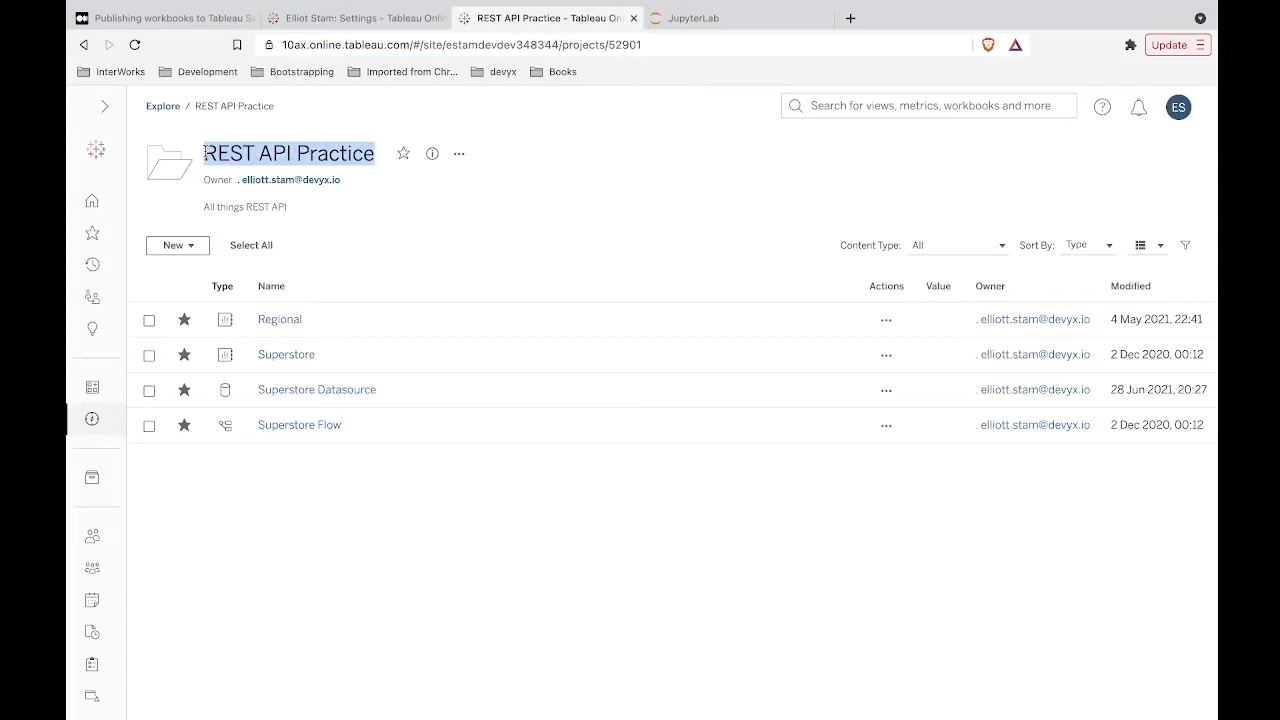 Publishing workbooks to Tableau Se
Elliot Stam: Settings - Tableau Onlin
REST API Practice - Tableau On
JupyterLab
10ax.online.tableau.com/#/site/estamdevdev348344/projects/52901
Update
InterWorks
Development
Bootstrapping
Imported from Chr...
devyx
Books
Explore / REST API Practice
Search for views, metrics, workbooks and more
ES
REST API Practice
Owner . elliott.stam@devyx.io
All things REST API
New
Select All
Content Type: All
Sort By: Type
Type Name Actions Value Owner Modified
Regional . elliott.stam@devyx.io 4 May 2021, 22:41
Superstore . elliott.stam@devyx.io 2 Dec 2020, 00:12
Superstore Datasource . elliott.stam@devyx.io 28 Jun 2021, 20:27
Superstore Flow . elliott.stam@devyx.io 2 Dec 2020, 00:12